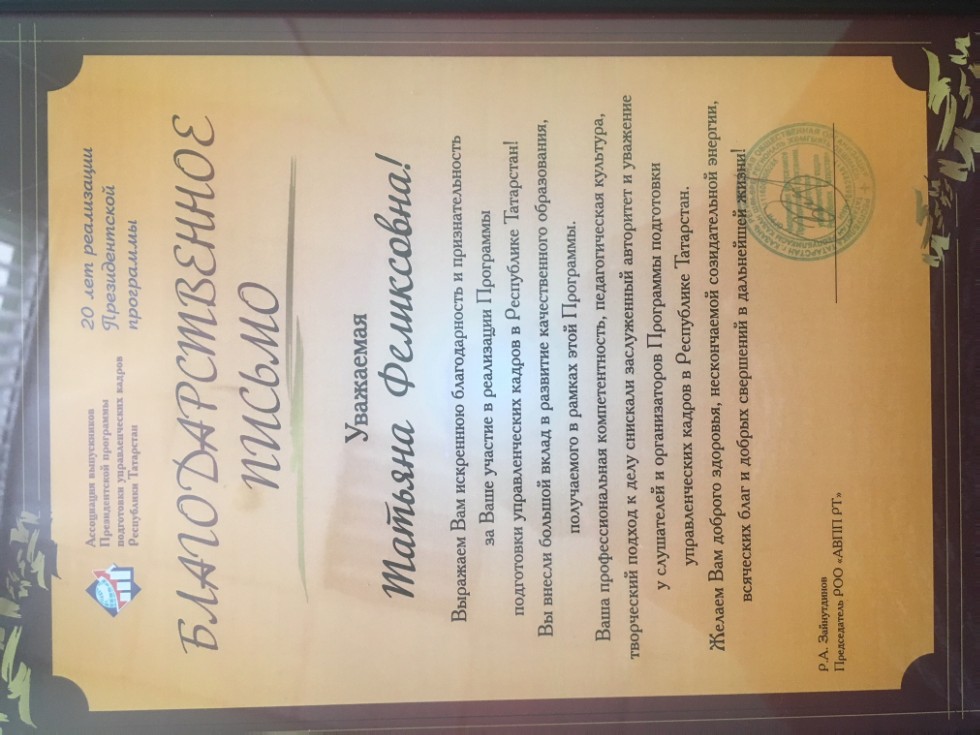 Ассоциация выпускников
Президентской программы
подготовки управленческих кадров
Республики Татарстан
20 лет реализации
Президентской
программы
БЛАГОДАРСТВЕННОЕ
ПИСЬМО
Уважаемая
Татьяна Феликсовна!
Выражаем Вам искреннюю благодарность и признательность
за Ваше участие в реализации Программы
подготовки управленческих кадров в Республике Татарстан!
Вы внесли большой вклад в развитие качественного образования,
получаемого в рамках этой Программы.
Ваша профессиональная компетентность, педагогическая культура,
творческий подход к делу снискали заслуженный авторитет и уважение
у слушателей и организаторов Программы подготовки
управленческих кадров в Республике Татарстан.
Желаем Вам доброго здоровья, нескончаемой созидательной энергии,
всяческих благ и добрых свершений в дальнейшей жизни!
Р.А. Зайнутдинов
Председатель РОО «АВПП РТ»